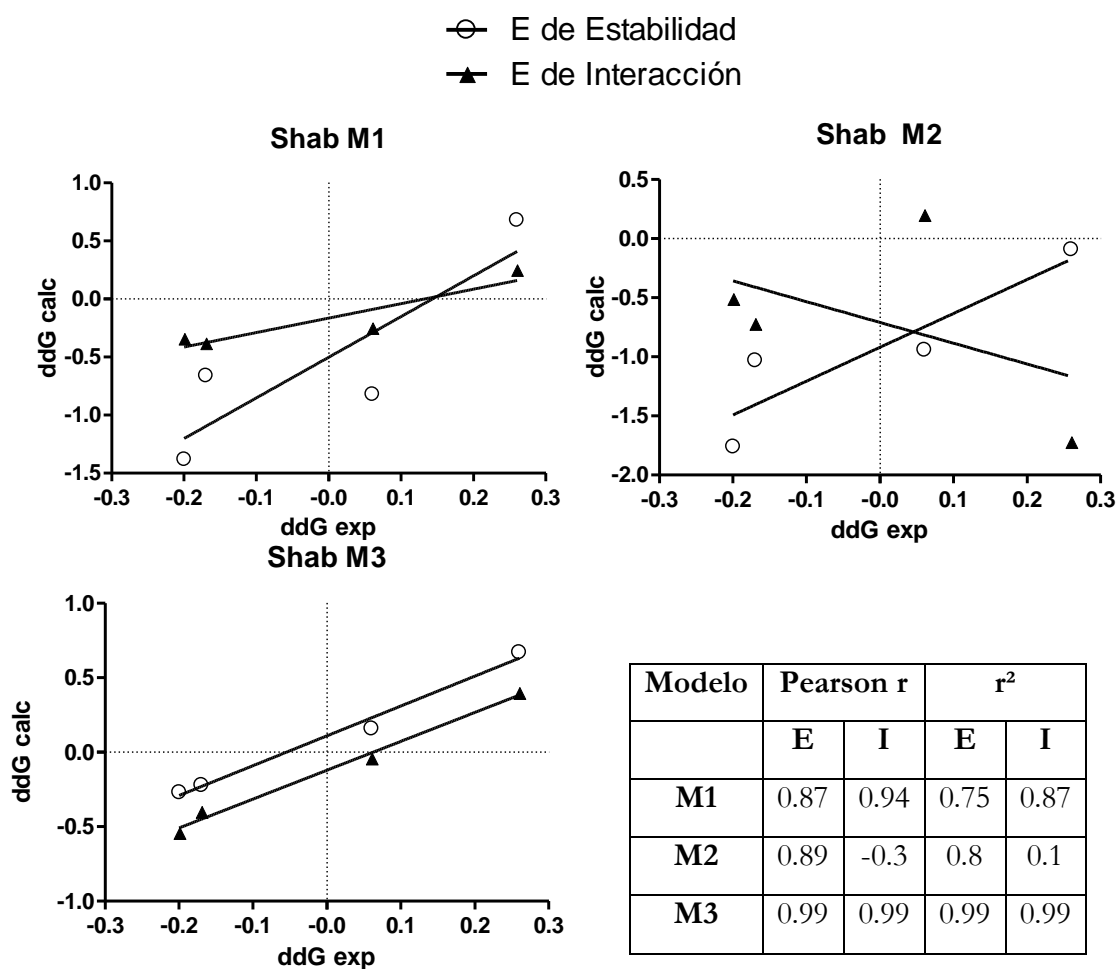 E de Estabilidad
E de Interacción
Shab M1
1.0
0.5
0.0
-0.5
-1.0
-1.5
ddG calc
-0.3 -0.2 -0.1 -0.0 0.1 0.2 0.3
ddG exp
Shab M2
0.5
0.0
-0.5
-1.0
-1.5
-2.0
ddG calc
-0.3 -0.2 -0.1 -0.0 0.1 0.2 0.3
ddG exp
Shab M3
1.0
0.5
0.0
-0.5
-1.0
ddG calc
-0.3 -0.2 -0.1 -0.0 0.1 0.2 0.3
ddG exp
Modelo Pearson r r²
E I E I
M1 0.87 0.94 0.75 0.87
M2 0.89 -0.3 0.8 0.1
M3 0.99 0.99 0.99 0.99